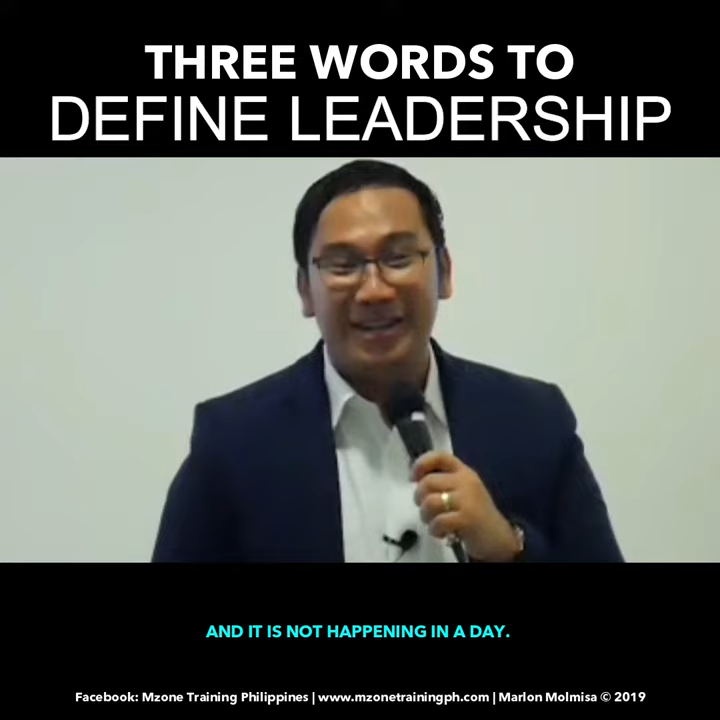 THREE WORDS TO
DEFINE LEADERSHIP
AND IT IS NOT HAPPENING IN A DAY.
Facebook: Mzone Training Philippines | www.mzonetrainingph.com | Marlon Molmisa © 2019